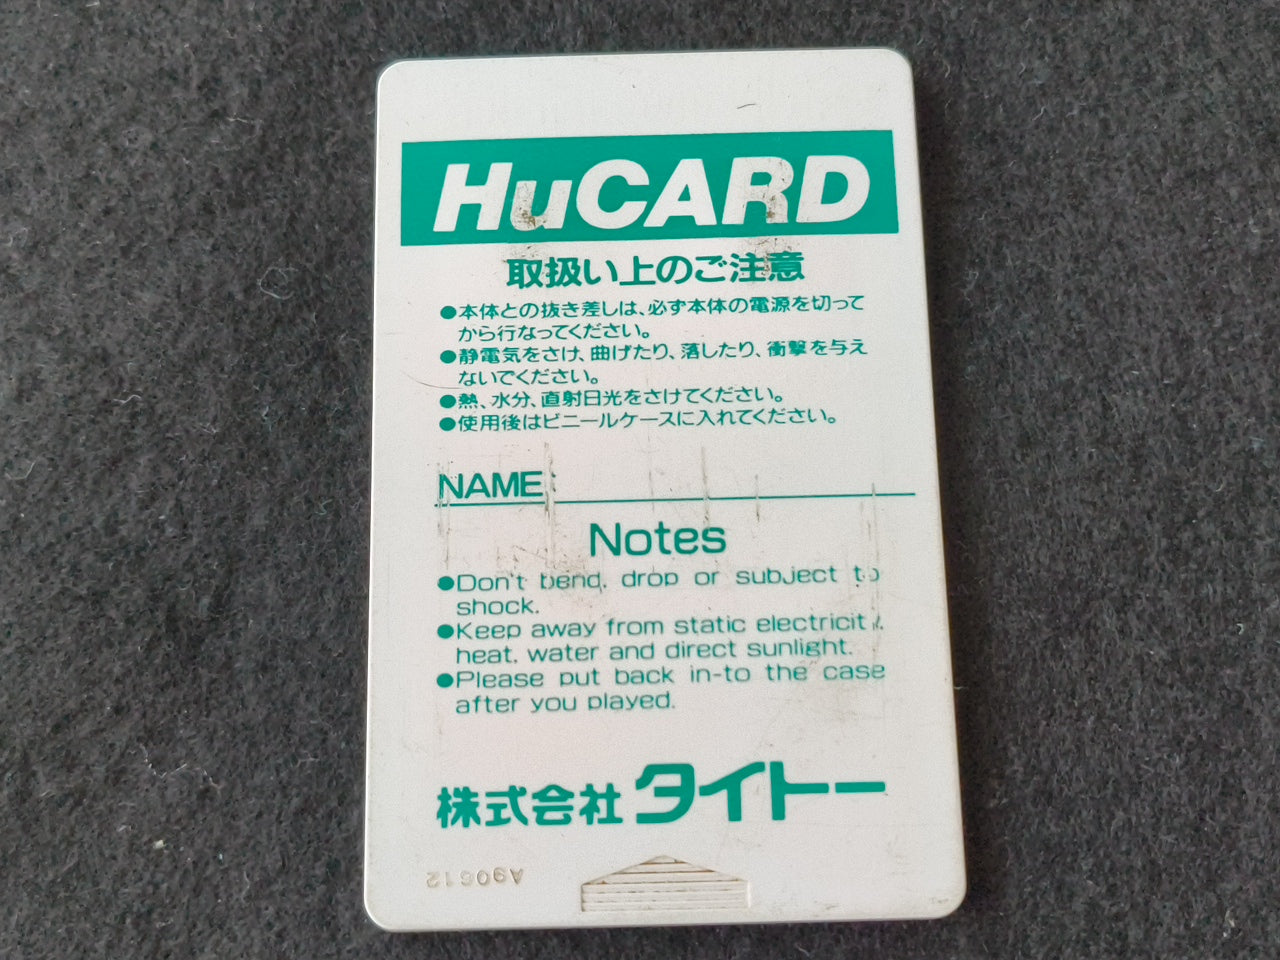 HuCARD
取扱い上のご注意
●本体との抜き差しは、必ず本体の電源を切って
から行なってください。
●静電気をさけ、曲げたり、落したり、衝撃を与え
ないでください。
●熱、水分、直射日光をさけてください。
●使用後はビニールケースに入れてください。
NAME
Notes
●Don't bend, drop or subject to
shock.
●Keep away from static electricity,
heat, water and direct sunlight.
●Please put back in-to the case
after you played.
株式会社タイトー
A90612